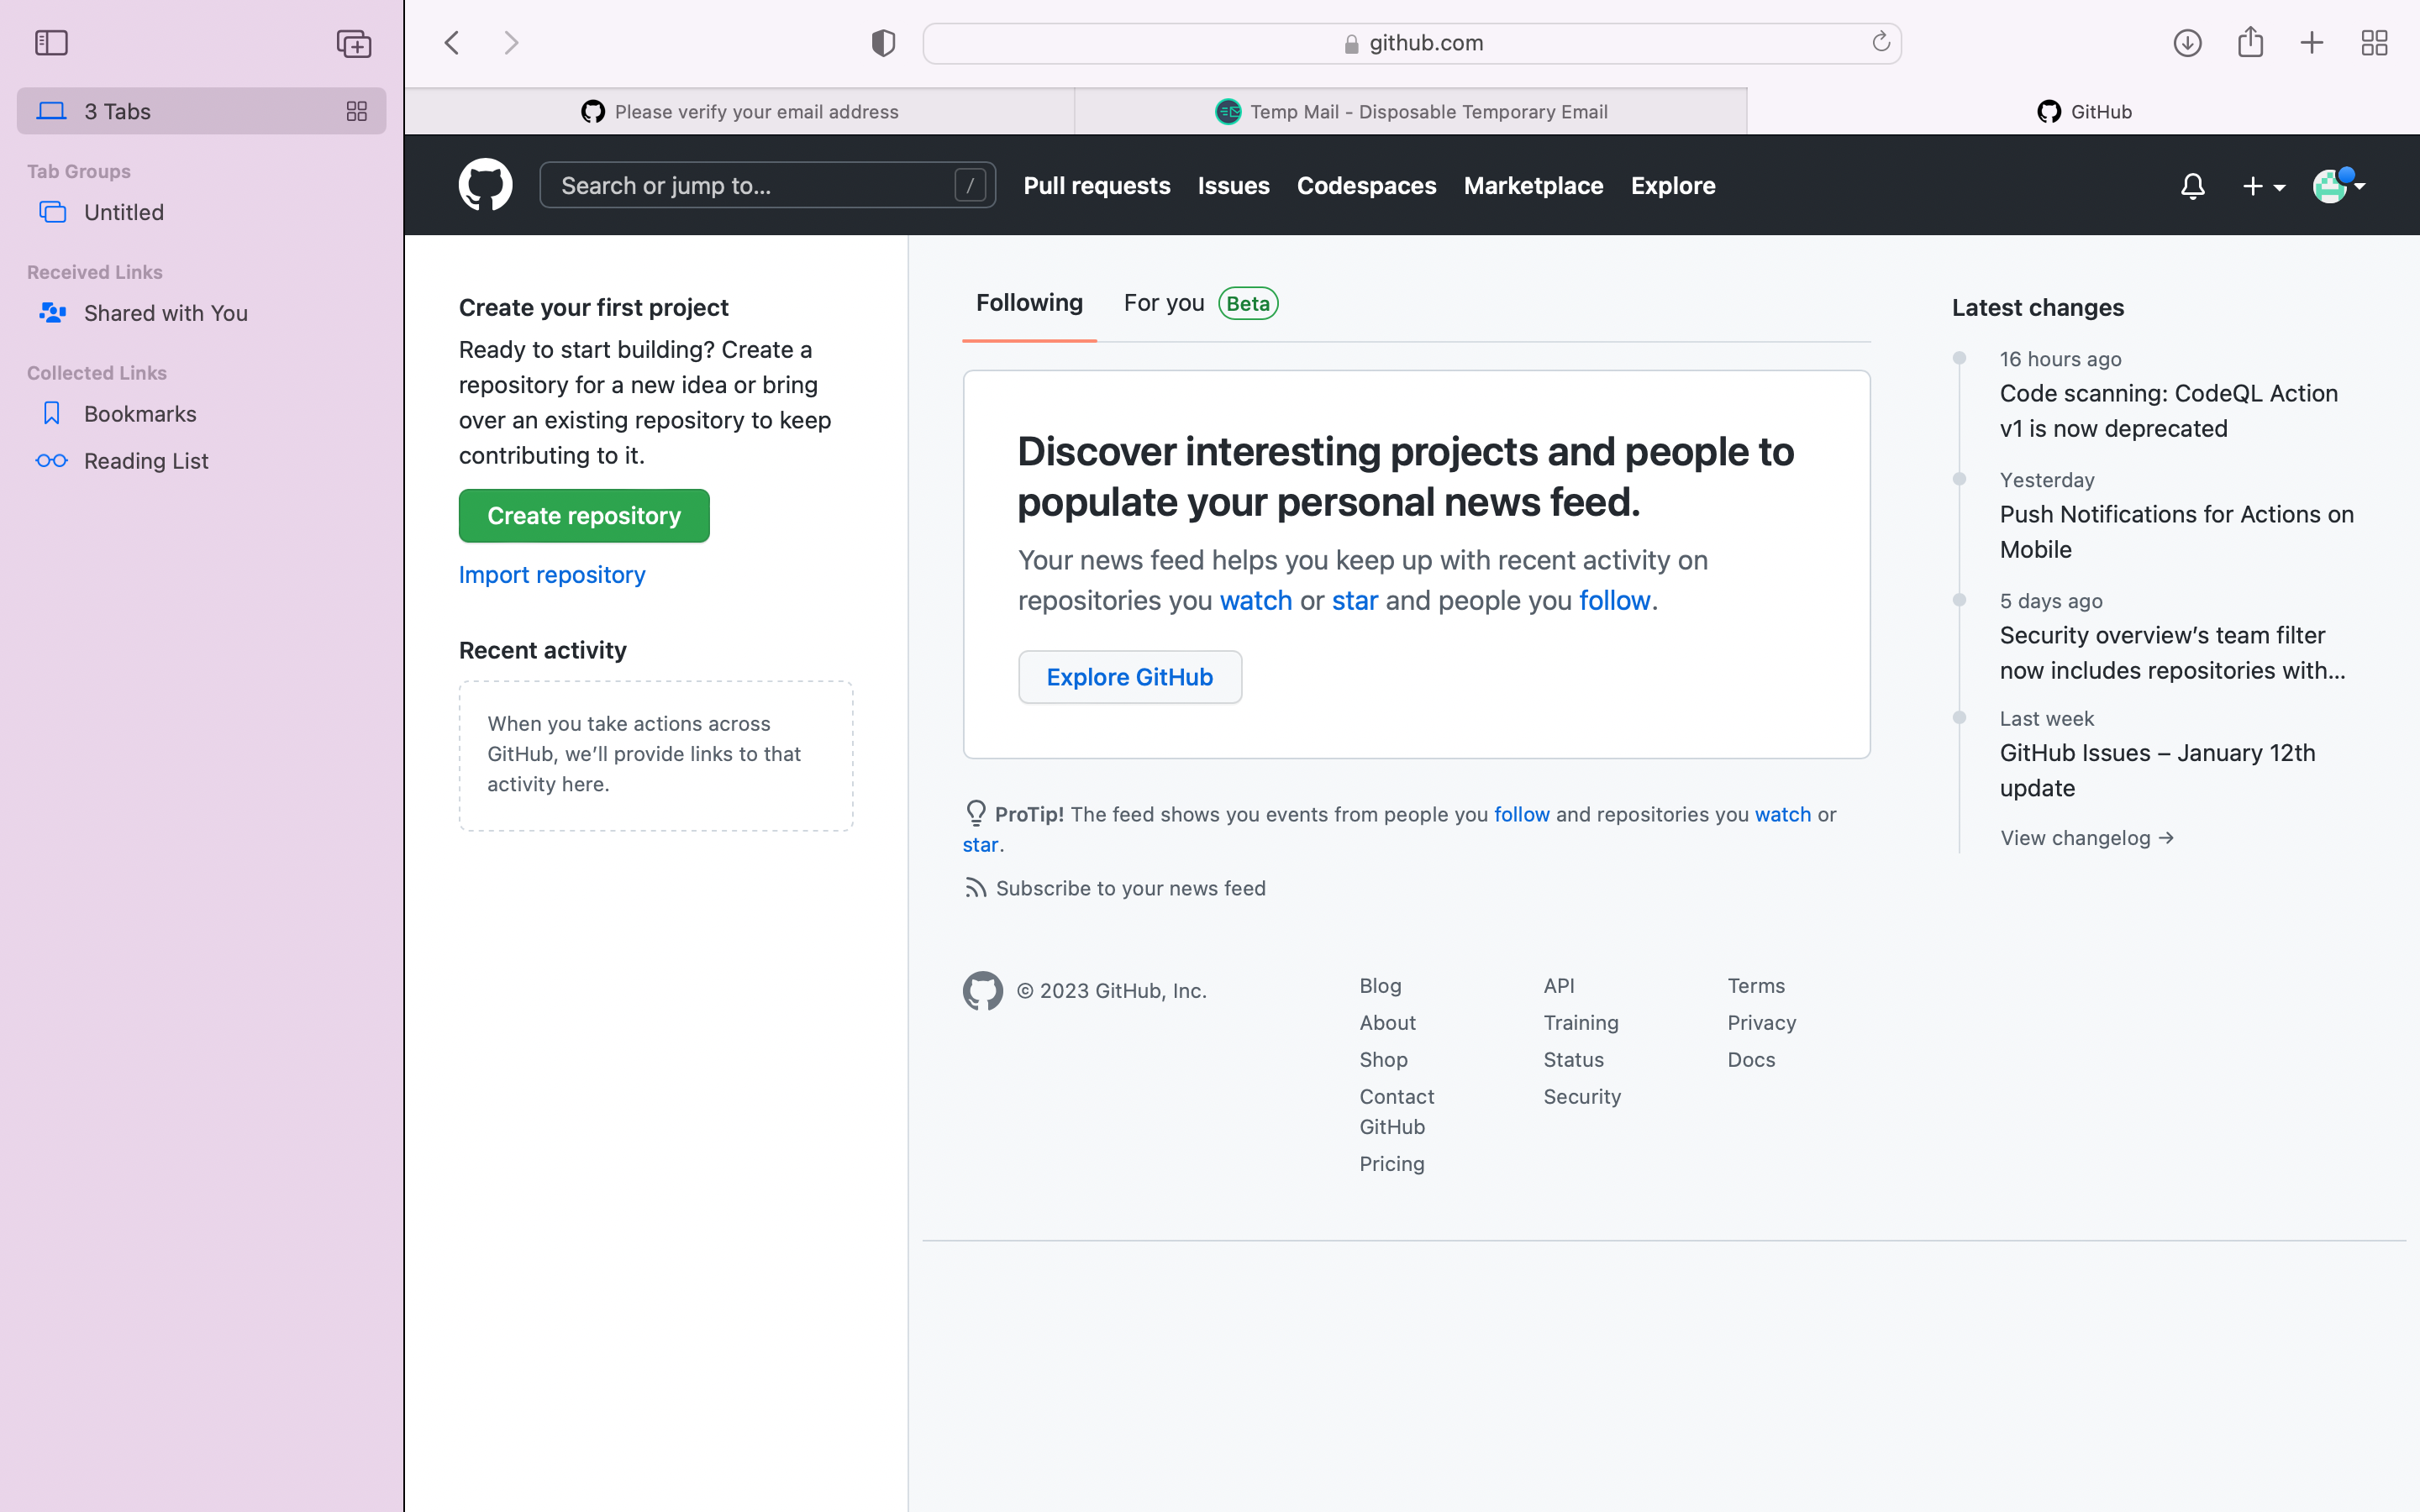 3 Tabs
Tab Groups
Untitled
Received Links
Shared with You
Collected Links
Bookmarks
Reading List
github.com
Please verify your email address
Temp Mail - Disposable Temporary Email
GitHub
Search or jump to...
/
Pull requests
Issues
Codespaces
Marketplace
Explore
Create your first project
Ready to start building? Create a
repository for a new idea or bring
over an existing repository to keep
contributing to it.
Create repository
Import repository
Recent activity
When you take actions across
GitHub, we’ll provide links to that
activity here.
Following
For you
Beta
Discover interesting projects and people to
populate your personal news feed.
Your news feed helps you keep up with recent activity on
repositories you watch or star and people you follow.
Explore GitHub
ProTip! The feed shows you events from people you follow and repositories you watch or
star.
Subscribe to your news feed
Latest changes
16 hours ago
Code scanning: CodeQL Action
v1 is now deprecated
Yesterday
Push Notifications for Actions on
Mobile
5 days ago
Security overview’s team filter
now includes repositories with...
Last week
GitHub Issues – January 12th
update
View changelog →
© 2023 GitHub, Inc.
Blog
About
Shop
Contact
GitHub
Pricing
API
Training
Status
Security
Terms
Privacy
Docs